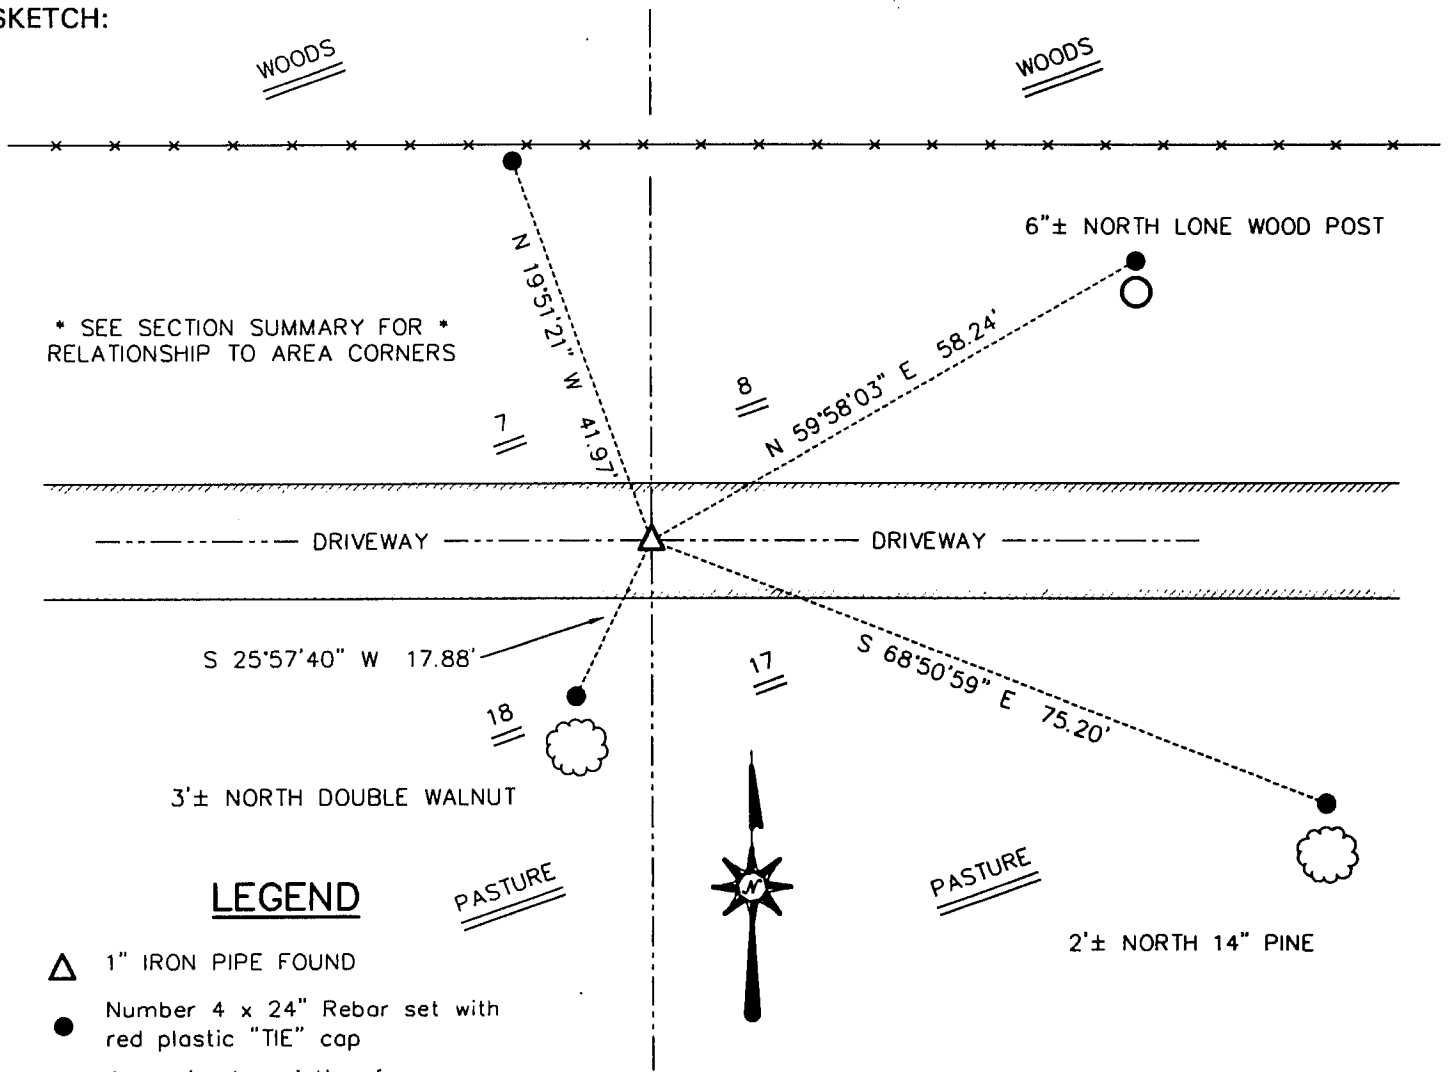 SKETCH:
WOODS
WOODS
6"± NORTH LONE WOOD POST
N 19°51'21" W 41.97'
* SEE SECTION SUMMARY FOR *
RELATIONSHIP TO AREA CORNERS
N 59°58'03" E 58.24'
7
8
DRIVEWAY
DRIVEWAY
S 25°57'40" W 17.88'
17
S 68°50'59" E 75.20'
18
3'± NORTH DOUBLE WALNUT
PASTURE
PASTURE
N
2'± NORTH 14" PINE
LEGEND
1" IRON PIPE FOUND
Number 4 x 24" Rebar set with
red plastic "TIE" cap